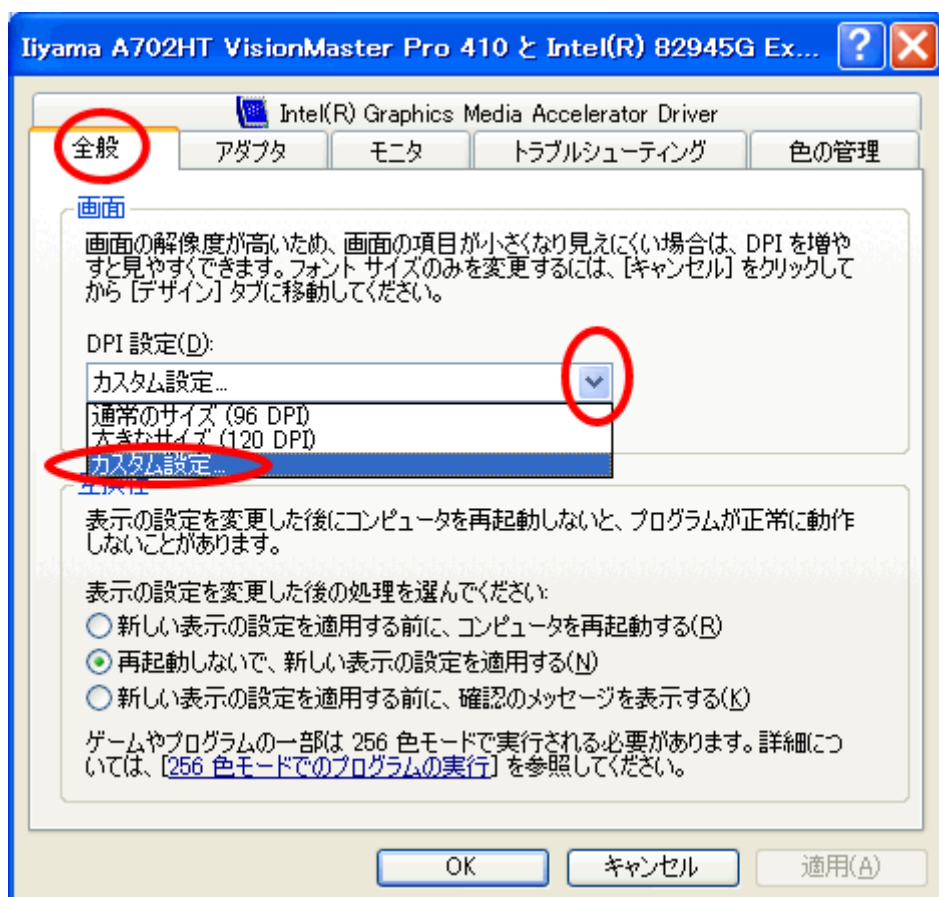 Iiyama A702HT VisionMaster Pro 410 と Intel(R) 82945G Ex...
Intel(R) Graphics Media Accelerator Driver
全般 アダプタ モニタ トラブルシューティング 色の管理
画面
画面の解像度が高いため、画面の項目が小さくなり見えにくい場合は、DPI を増や
すと見やすくできます。フォント サイズのみを変更するには、[キャンセル] をクリックして
から [デザイン] タブに移動してください。
DPI 設定(D):
カスタム設定...
通常のサイズ (96 DPI)
大きなサイズ (120 DPI)
カスタム設定...
互換性
表示の設定を変更した後にコンピュータを再起動しないと、プログラムが正常に動作
しないことがあります。
表示の設定を変更した後の処理を選んでください:
新しい表示の設定を適用する前に、コンピュータを再起動する(R)
再起動しないで、新しい表示の設定を適用する(N)
新しい表示の設定を適用する前に、確認のメッセージを表示する(K)
ゲームやプログラムの一部は 256 色モードで実行される必要があります。詳細につ
いては、[256 色モードでのプログラムの実行] を参照してください。
OK キャンセル 適用(A)